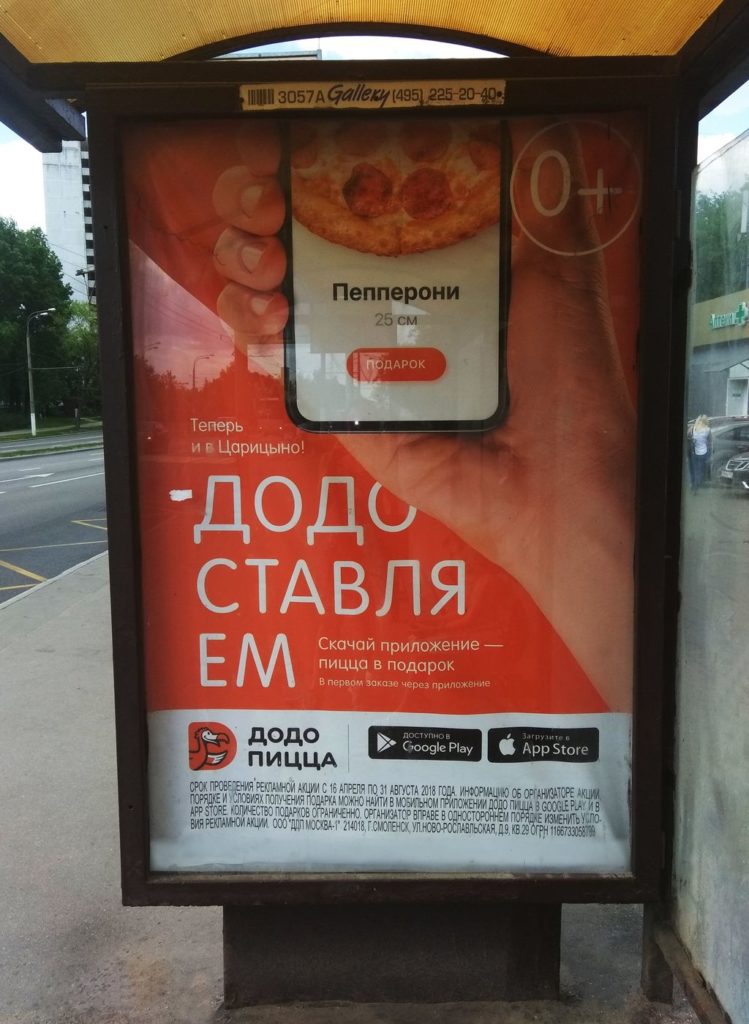 3057A Gallery (495) 225-20-40
0+
Пепперони
25 см
ПОДАРОК
Теперь
и в Царицыно!
ДОДО
СТАВЛЯ
ЕМ
Скачай приложение —
пицца в подарок
В первом заказе через приложение
ДОДО
ПИЦЦА
ДОСТУПНО В
Google Play
Загрузите в
App Store
СРОК ПРОВЕДЕНИЯ РЕКЛАМНОЙ АКЦИИ С 16 АПРЕЛЯ ПО 31 АВГУСТА 2018 ГОДА. ИНФОРМАЦИЮ ОБ ОРГАНИЗАТОРЕ АКЦИИ,
ПОРЯДКЕ И УСЛОВИЯХ ПОЛУЧЕНИЯ ПОДАРКА МОЖНО НАЙТИ В МОБИЛЬНОМ ПРИЛОЖЕНИИ ДОДО ПИЦЦА В GOOGLE PLAY И В
APP STORE. КОЛИЧЕСТВО ПОДАРКОВ ОГРАНИЧЕНО. ОРГАНИЗАТОР ВПРАВЕ В ОДНОСТОРОННЕМ ПОРЯДКЕ ИЗМЕНИТЬ УСЛО-
ВИЯ РЕКЛАМНОЙ АКЦИИ. ООО "ДДП МОСКВА-1" 214018, Г.СМОЛЕНСК, УЛ.НОВО-РОСЛАВЛЬСКАЯ, Д.9, КВ.29 ОГРН 1166733058799
Аптека